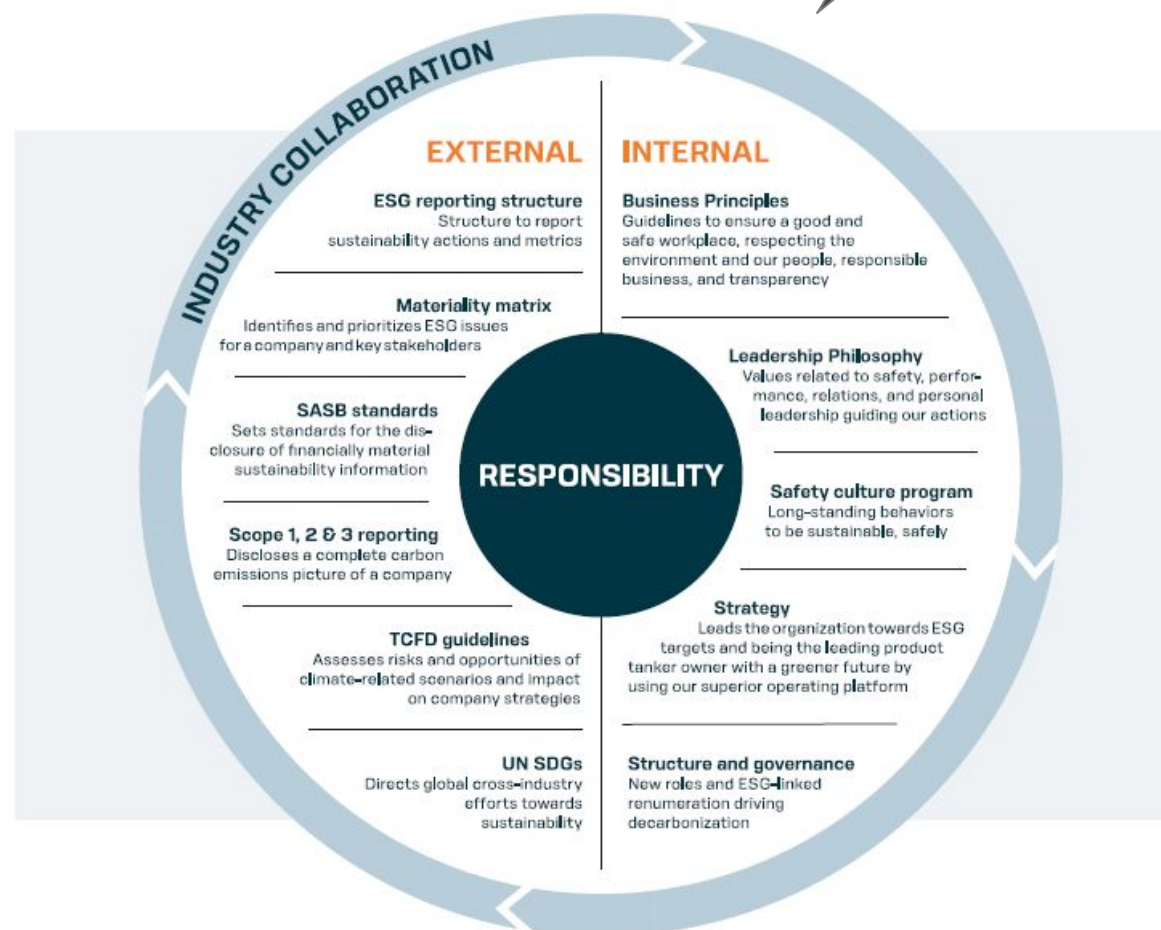 INDUSTRY COLLABORATION
EXTERNAL
ESG reporting structure
Structure to report
sustainability actions and metrics
Materiality matrix
Identifies and prioritizes ESG issues
for a company and key stakeholders
SASB standards
Sets standards for the dis-
closure of financially material
sustainability information
Scope 1, 2 & 3 reporting
Discloses a complete carbon
emissions picture of a company
TCFD guidelines
Assesses risks and opportunities of
climate-related scenarios and impact
on company strategies
UN SDGs
Directs global cross-industry
efforts towards
sustainability
RESPONSIBILITY
INTERNAL
Business Principles
Guidelines to ensure a good and
safe workplace, respecting the
environment and our people, responsible
business, and transparency
Leadership Philosophy
Values related to safety, perfor-
mance, relations, and personal
leadership guiding our actions
Safety culture program
Long-standing behaviors
to be sustainable, safely
Strategy
Leads the organization towards ESG
targets and being the leading product
tanker owner with a greener future by
using our superior operating platform
Structure and governance
New roles and ESG-linked
renumeration driving
decarbonization